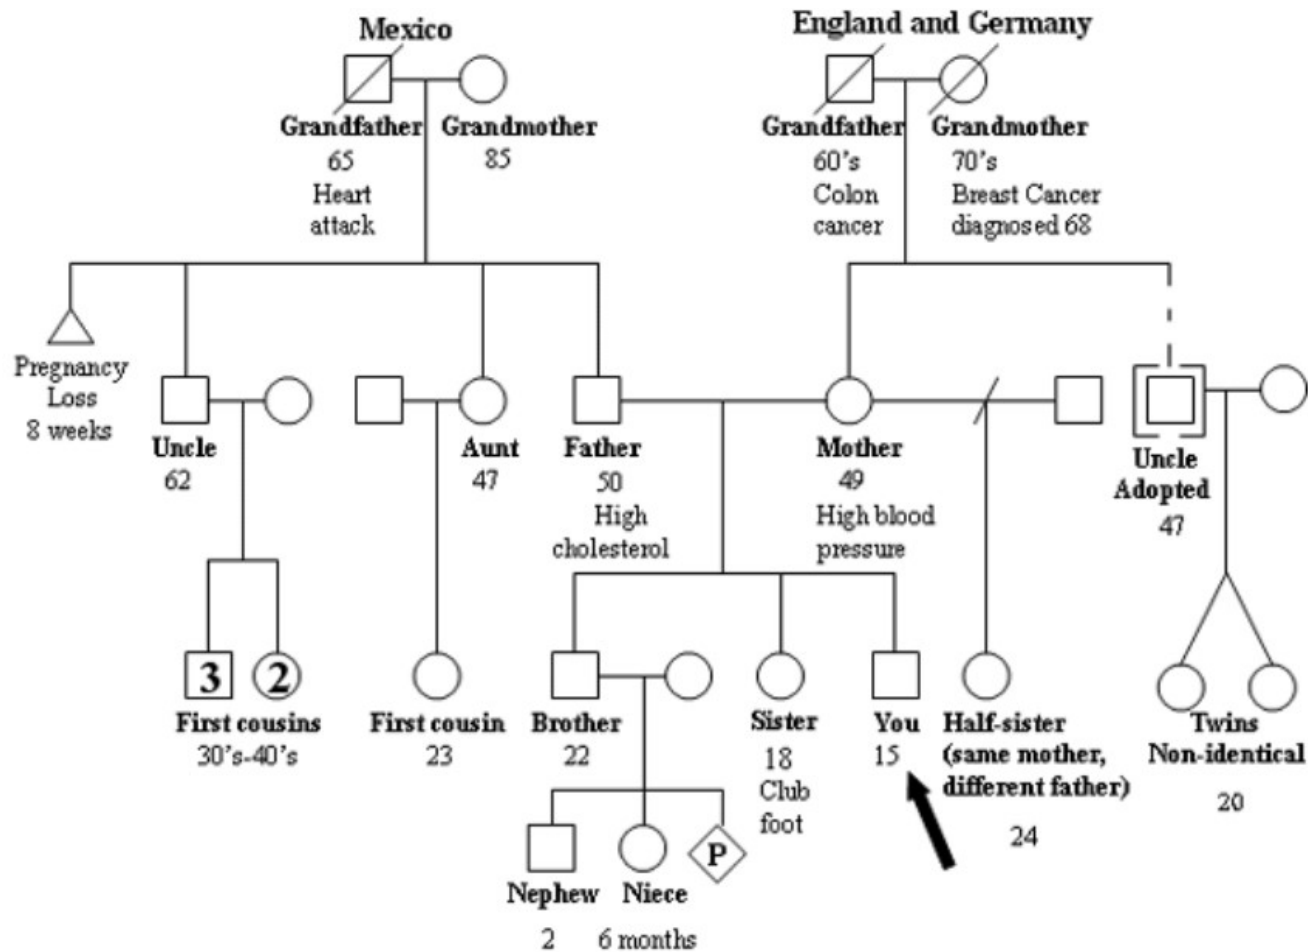 Mexico
England and Germany
Grandfather
65
Heart
attack
Grandmother
85
Grandfather
60's
Colon
cancer
Grandmother
70's
Breast Cancer
diagnosed 68
Pregnancy
Loss
8 weeks
Uncle
62
Aunt
47
Father
50
High
cholesterol
Mother
49
High blood
pressure
Uncle
Adopted
47
3
2
First cousins
30's-40's
First cousin
23
Brother
22
Sister
18
Club
foot
You
15
Half-sister
(same mother,
different father)
24
Twins
Non-identical
20
P
Nephew
2
Niece
6 months